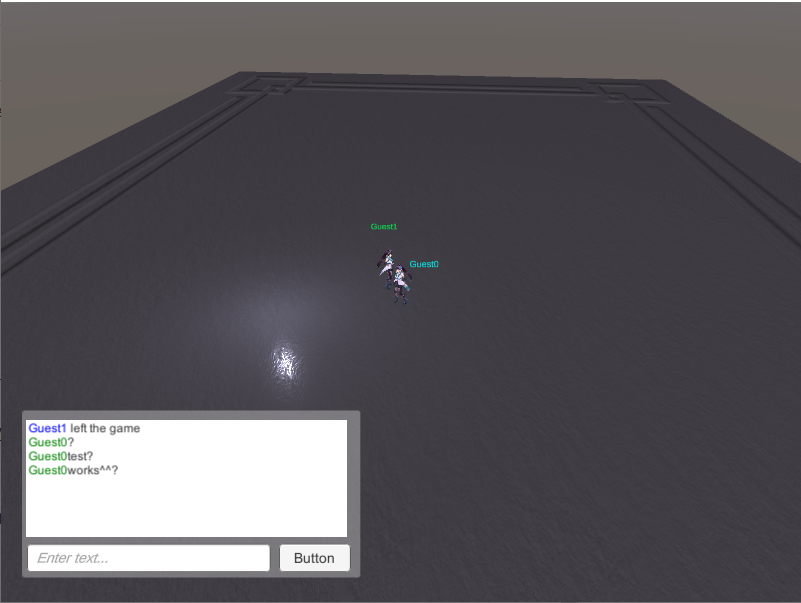 Guest1
Guest0
Guest1 left the game
Guest0?
Guest0test?
Guest0works^^?
Enter text...
Button